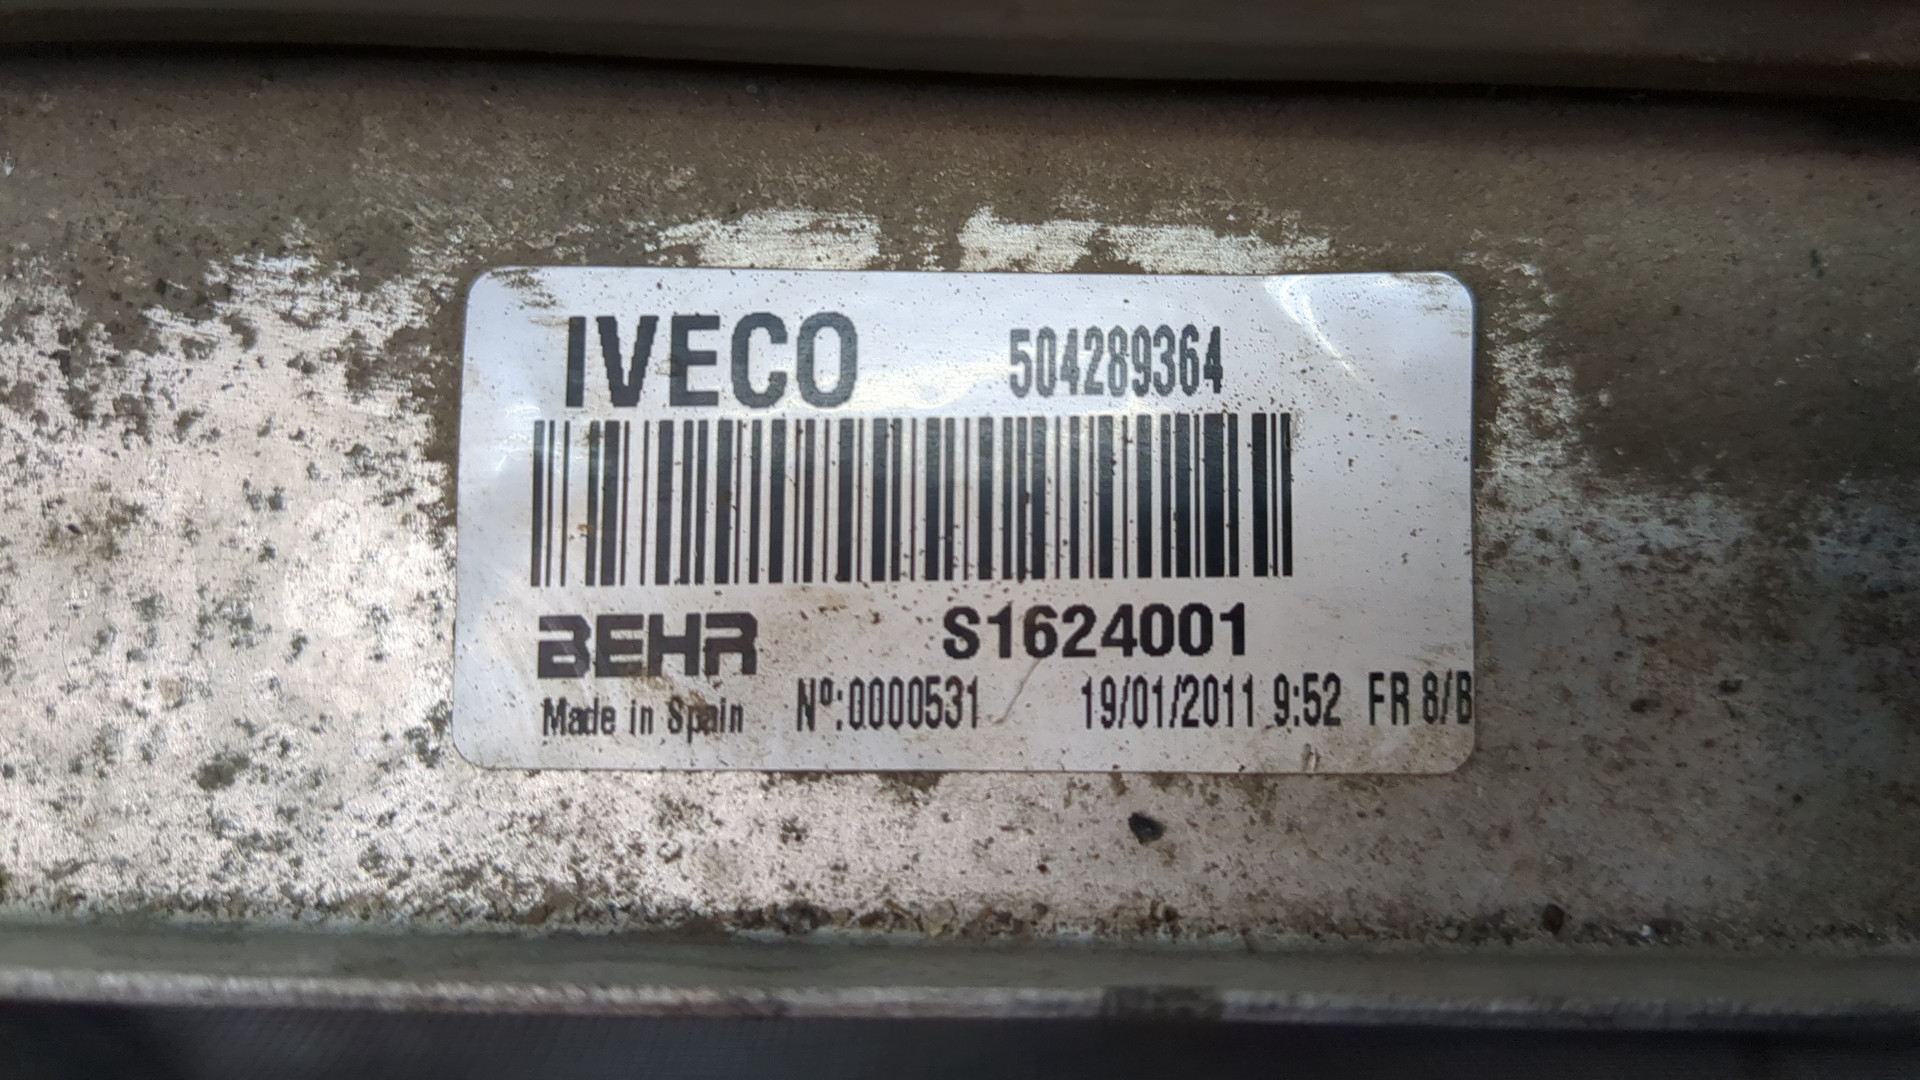 IVECO 504289364
BEHR S1624001
Made in Spain Nº:0000531 19/01/2011 9:52 FR 8/B